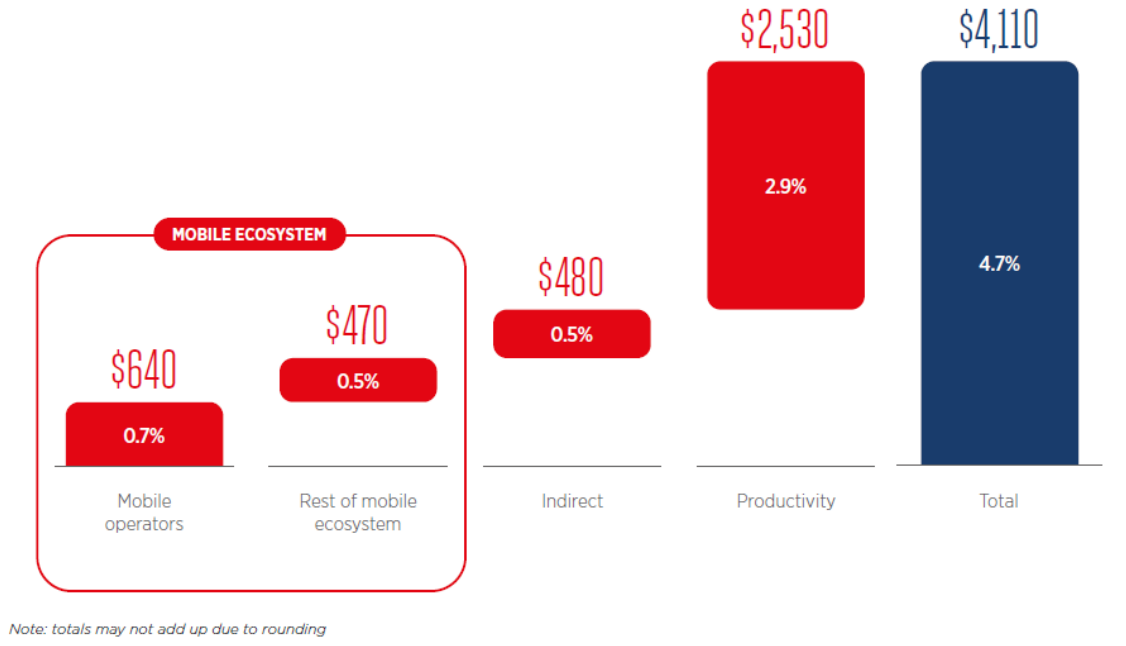 $2,530
$4,110
2.9%
4.7%
MOBILE ECOSYSTEM
$480
0.5%
$470
0.5%
$640
0.7%
Mobile
operators
Rest of mobile
ecosystem
Indirect
Productivity
Total
Note: totals may not add up due to rounding